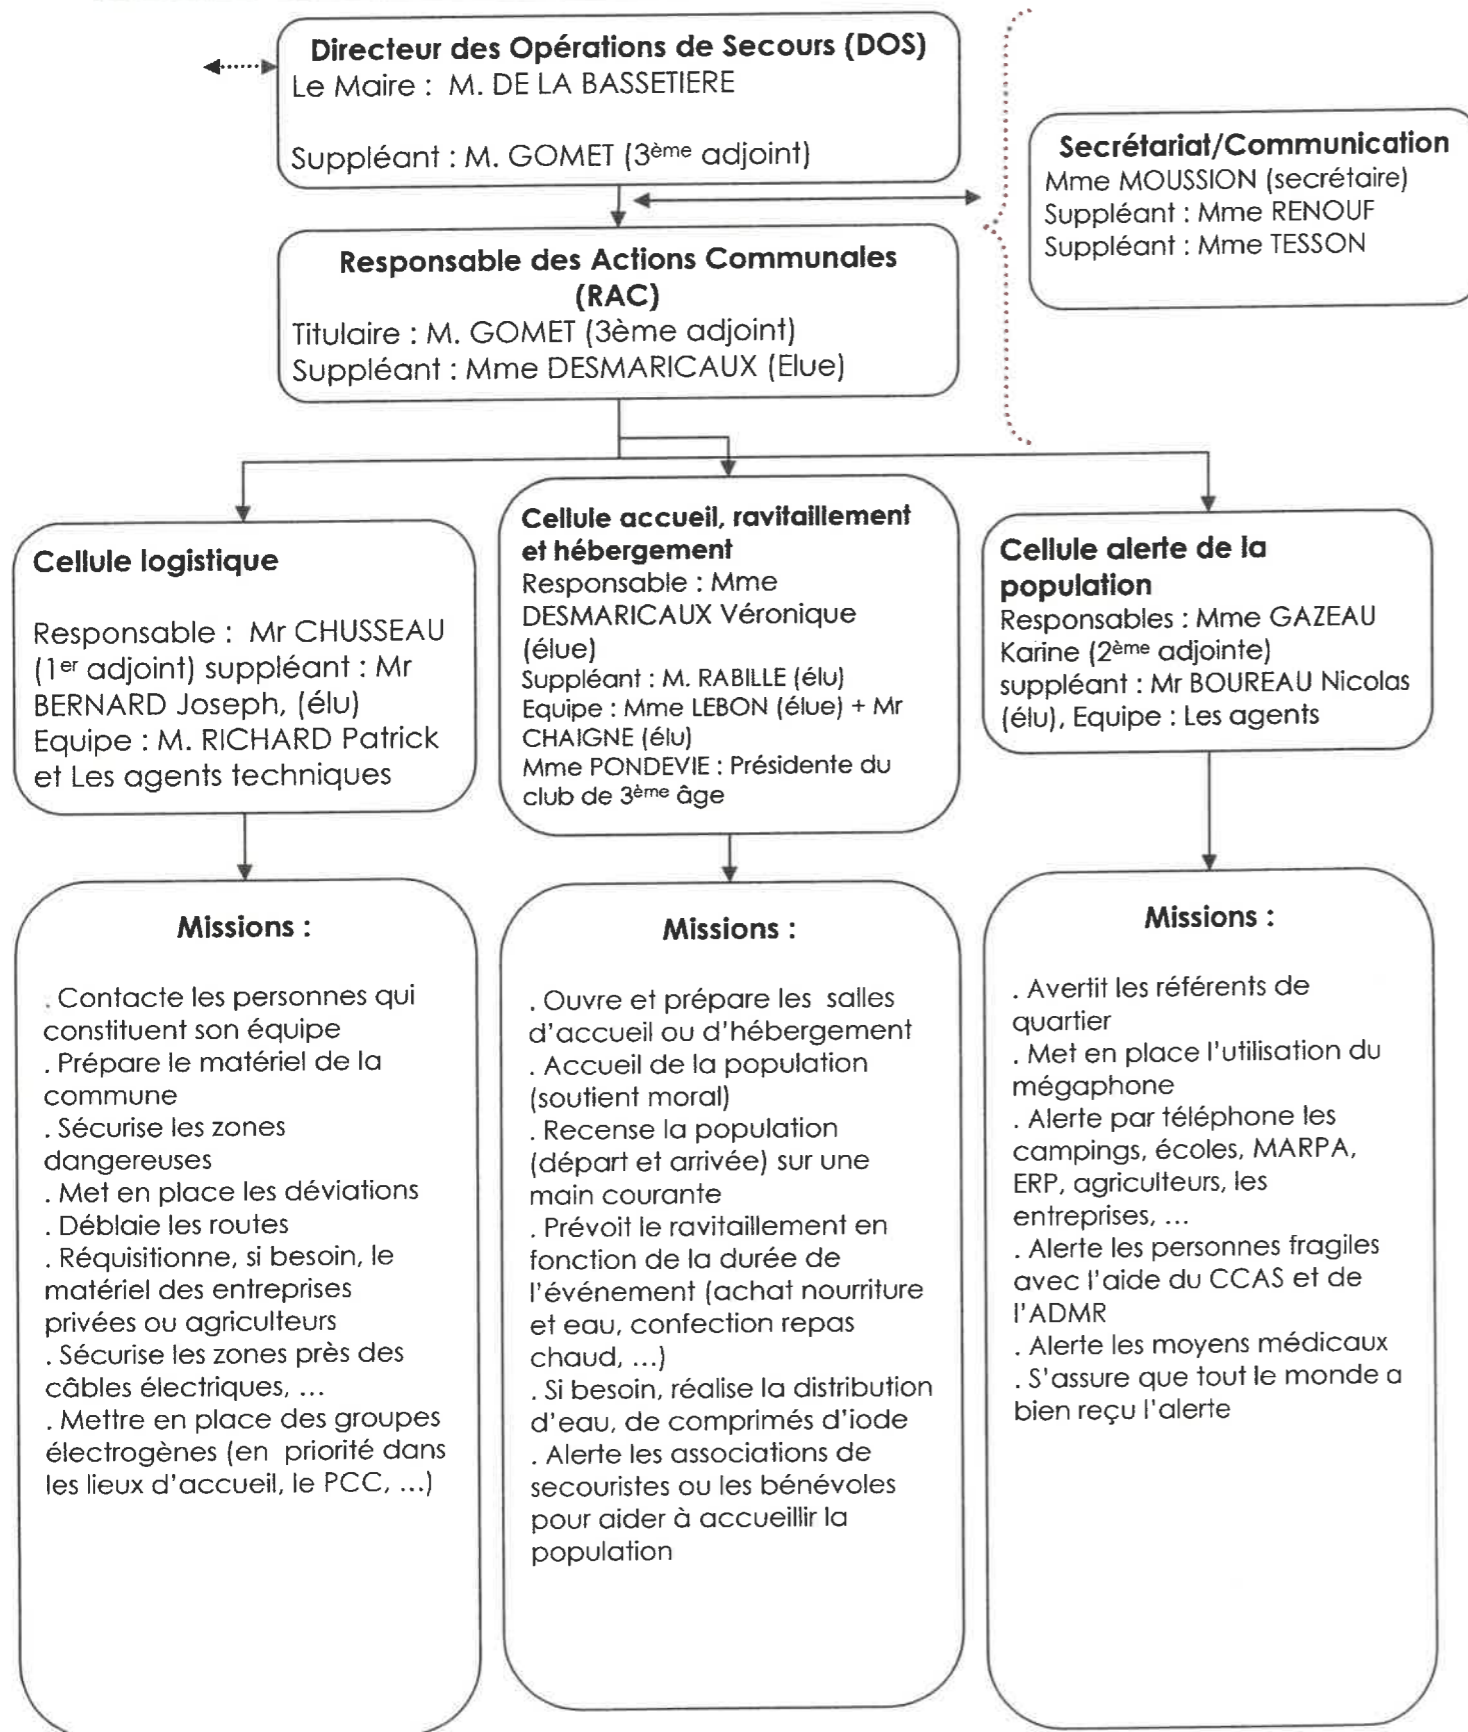 Directeur des Opérations de Secours (DOS)
Le Maire : M. DE LA BASSETIERE
Suppléant : M. GOMET (3ème adjoint)
Secrétariat/Communication
Mme MOUSSION (secrétaire)
Suppléant : Mme RENOUF
Suppléant : Mme TESSON
Responsable des Actions Communales
(RAC)
Titulaire : M. GOMET (3ème adjoint)
Suppléant : Mme DESMARICAUX (Elue)
Cellule logistique
Responsable : Mr CHUSSEAU
(1er adjoint) suppléant : Mr
BERNARD Joseph, (élu)
Equipe : M. RICHARD Patrick
et Les agents techniques
Cellule accueil, ravitaillement
et hébergement
Responsable : Mme
DESMARICAUX Véronique
(élue)
Suppléant : M. RABILLE (élu)
Equipe : Mme LEBON (élue) + Mr
CHAIGNE (élu)
Mme PONDEVIE : Présidente du
club de 3ème âge
Cellule alerte de la
population
Responsables : Mme GAZEAU
Karine (2ème adjointe)
suppléant : Mr BOUREAU Nicolas
(élu), Equipe : Les agents
Missions :
. Contacte les personnes qui
constituent son équipe
. Prépare le matériel de la
commune
. Sécurise les zones
dangereuses
. Met en place les déviations
. Déblaie les routes
. Réquisitionne, si besoin, le
matériel des entreprises
privées ou agriculteurs
. Sécurise les zones près des
câbles électriques, ...
. Mettre en place des groupes
électrogènes (en priorité dans
les lieux d'accueil, le PCC, ...)
Missions :
. Ouvre et prépare les salles
d'accueil ou d'hébergement
. Accueil de la population
(soutient moral)
. Recense la population
(départ et arrivée) sur une
main courante
. Prévoit le ravitaillement en
fonction de la durée de
l'événement (achat nourriture
et eau, confection repas
chaud, ...)
. Si besoin, réalise la distribution
d'eau, de comprimés d'iode
. Alerte les associations de
secouristes ou les bénévoles
pour aider à accueillir la
population
Missions :
. Avertit les référents de
quartier
. Met en place l'utilisation du
mégaphone
. Alerte par téléphone les
campings, écoles, MARPA,
ERP, agriculteurs, les
entreprises, ...
. Alerte les personnes fragiles
avec l'aide du CCAS et de
l'ADMR
. Alerte les moyens médicaux
. S'assure que tout le monde a
bien reçu l'alerte